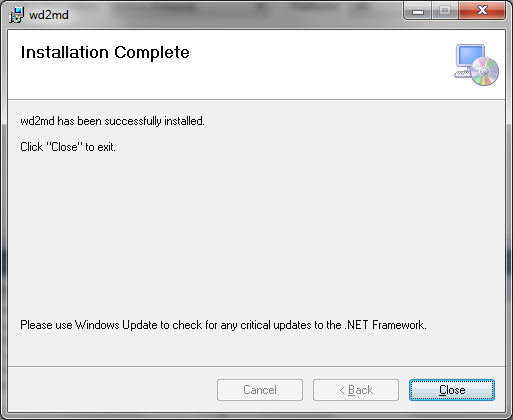 wd2md
Installation Complete
wd2md has been successfully installed.
Click "Close" to exit.
Please use Windows Update to check for any critical updates to the .NET Framework.
Cancel
< Back
Close